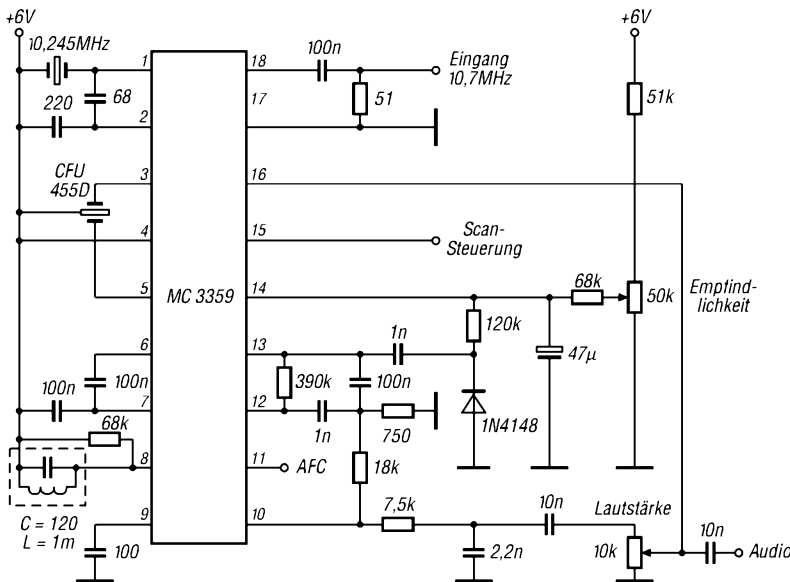 +6V
+6V
10,245MHz
1
18
100n
Eingang
10,7MHz
68
51
51k
220
2
17
CFU
455D
3
16
4
15
Scan-
Steuerung
5
MC 3359
14
68k
50k
Empfind-
lichkeit
120k
47µ
6
13
1n
100n
100n
390k
100n
1N4148
7
12
1n
750
68k
8
11
AFC
18k
C = 120
L = 1m
9
10
7,5k
10n
Lautstärke
100
2,2n
10k
10n
Audio